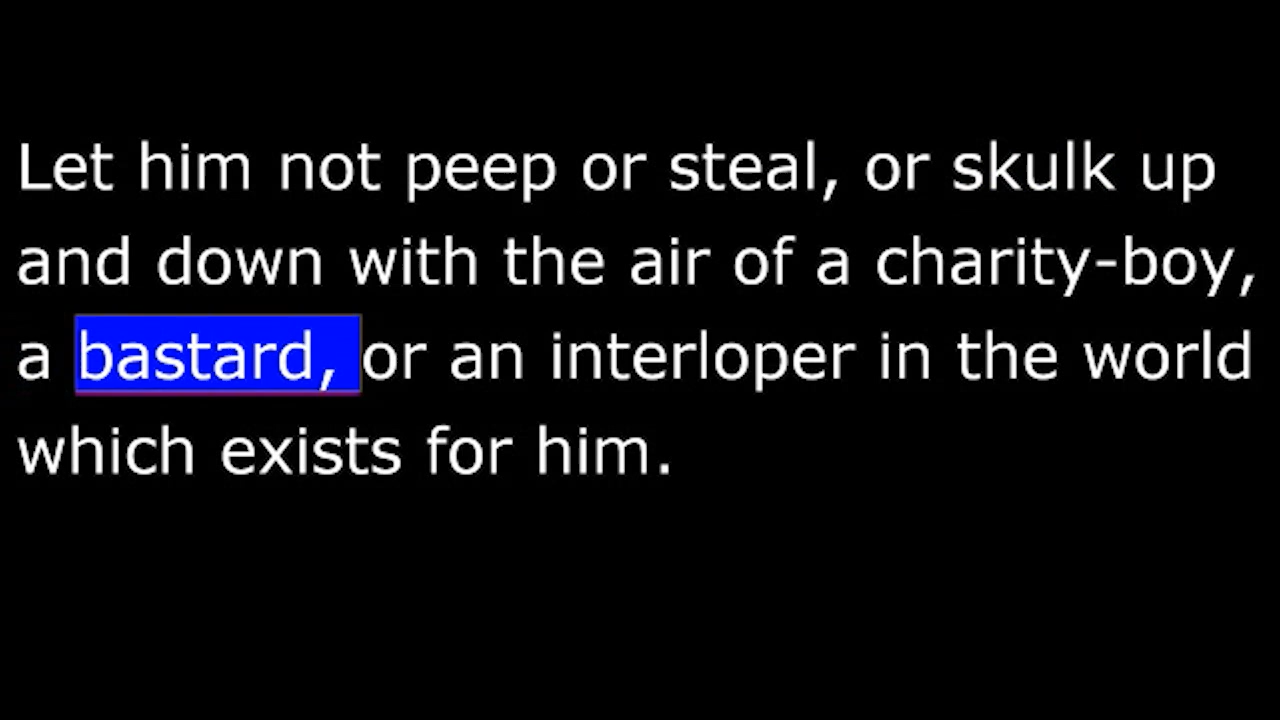 Let him not peep or steal, or skulk up
and down with the air of a charity-boy,
a bastard, or an interloper in the world
which exists for him.